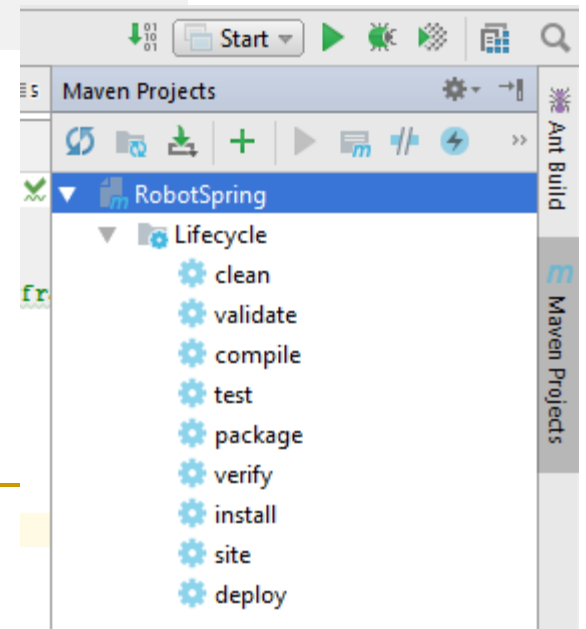 Start
Maven Projects
RobotSpring
Lifecycle
clean
validate
compile
test
package
verify
install
site
deploy
Ant Build
Maven Projects